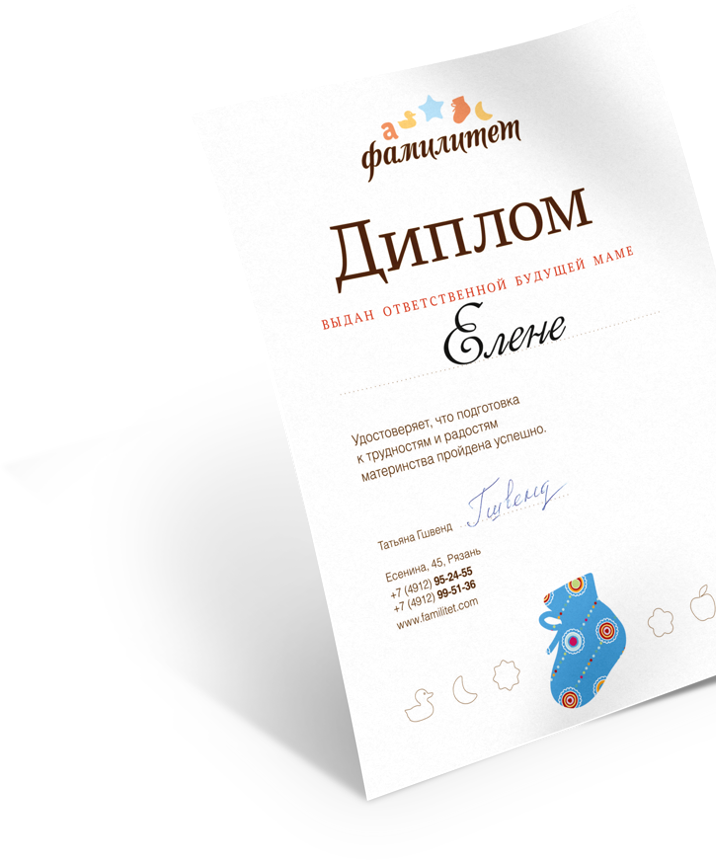 а
фамилитет
Диплом
ВЫДАН ОТВЕТСТВЕННОЙ БУДУЩЕЙ МАМЕ
Елене
Удостоверяет, что подготовка
к трудностям и радостям
материнства пройдена успешно.
Гшвенд
Татьяна Гшвенд
Есенина, 45, Рязань
+7 (4912) 95-24-55
+7 (4912) 99-51-36
www.familitet.com